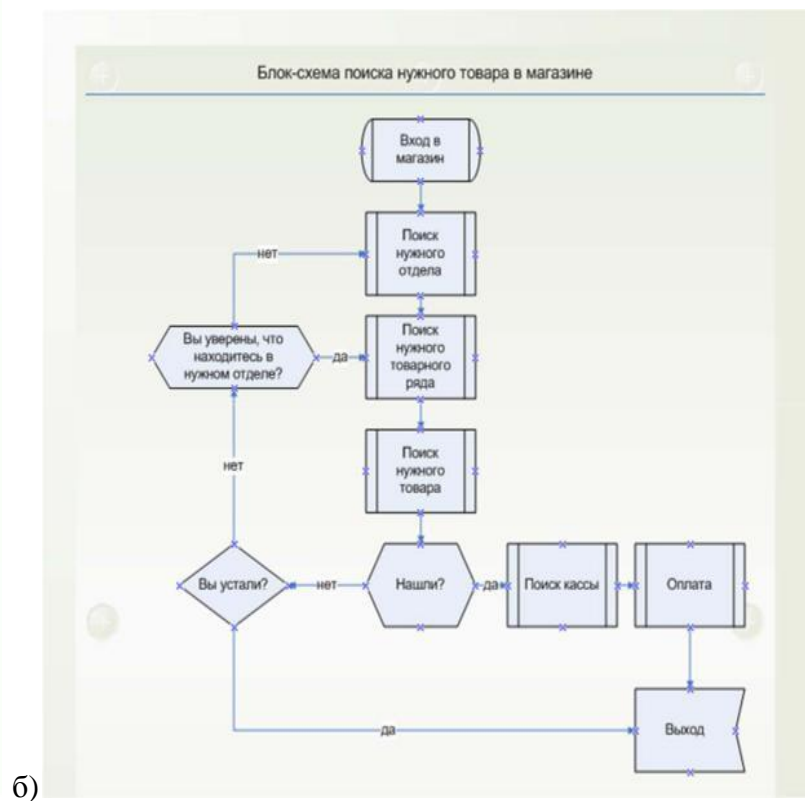 Блок-схема поиска нужного товара в магазине
Вход в
магазин
Поиск
нужного
отдела
нет
Вы уверены, что
находитесь в
нужном отделе?
да
Поиск
нужного
товарного
ряда
Поиск
нужного
товара
нет
Вы устали?
нет
Нашли?
да
Поиск кассы
Оплата
да
Выход
б)